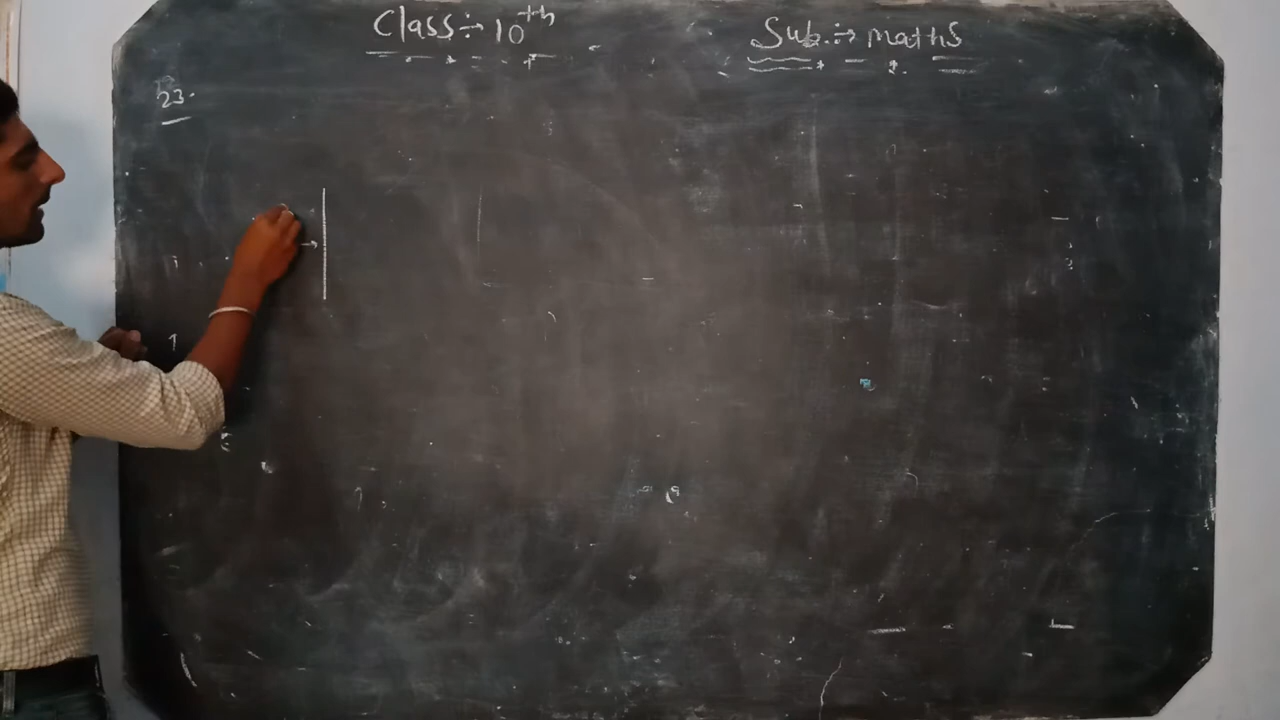 Class :- 10th
Sub. :- maths
23.